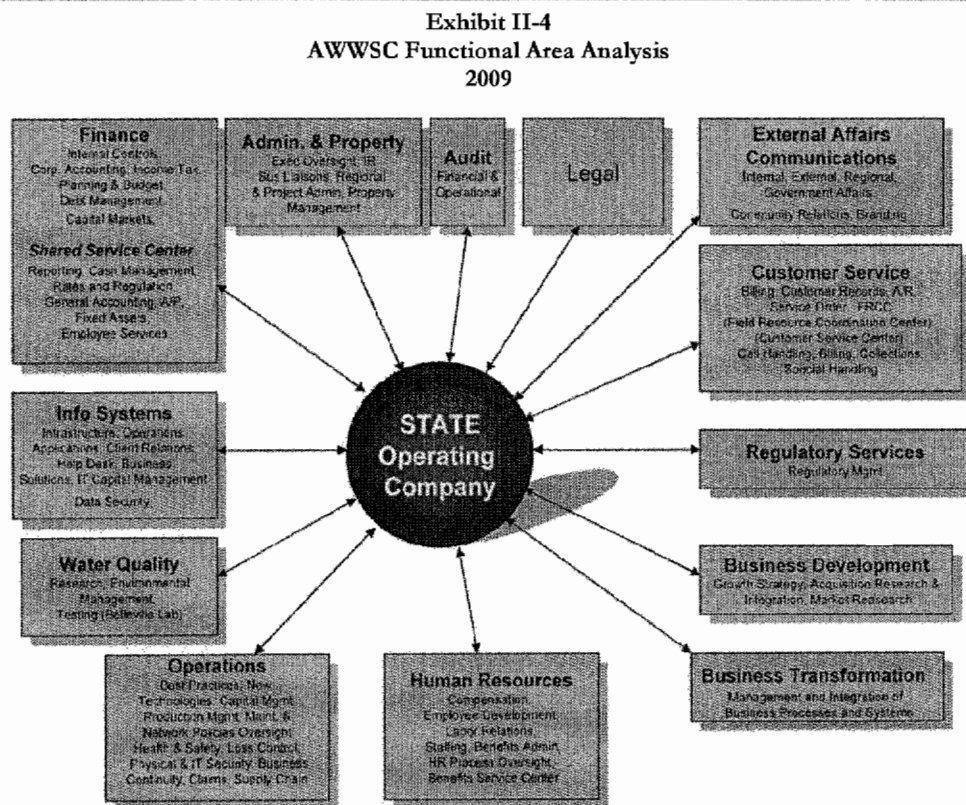 Exhibit II-4
AWWSC Functional Area Analysis
2009
Finance
Internal Controls
Corp. Accounting, Income Tax,
Planning & Budget,
Debt Management,
Capital Markets,
Shared Service Center
Reporting, Cash Management,
Rates and Regulation
General Accounting, A/P,
Fixed Assets
Employee Services
Admin. & Property
Exec Oversight, IR
Bus Liaisons, Regional
& Project Admin, Property
Management
Audit
Financial &
Operational
Legal
External Affairs
Communications
Internal, External, Regional,
Government Affairs
Community Relations, Branding
Customer Service
Billing, Customer Records, A/R,
Service Order, FRCC
(Field Resource Coordination Center)
(Customer Service Center)
Call Handling, Billing, Collections,
Special Handling
STATE
Operating
Company
Info Systems
Infrastructure, Operations,
Applications, Client Relations,
Help Desk, Business
Solutions, IT Capital Management
Data Security
Regulatory Services
Regulatory Mgmt
Water Quality
Research, Environmental
Management,
Testing (Belleville Lab)
Business Development
Growth Strategy, Acquisition Research &
Integration, Market Reasearch
Operations
Best Practices, New
Technologies, Capital Mgmt
Production Mgmt, Maint. &
Network Policies Oversight
Health & Safety, Loss Control,
Physical & IT Security, Business
Continuity, Claims, Supply Chain
Human Resources
Compensation,
Employee Development,
Labor Relations,
Staffing, Benefits Admin,
HR Process Oversight,
Benefits Service Center
Business Transformation
Management and Integration of
Business Processes and Systems